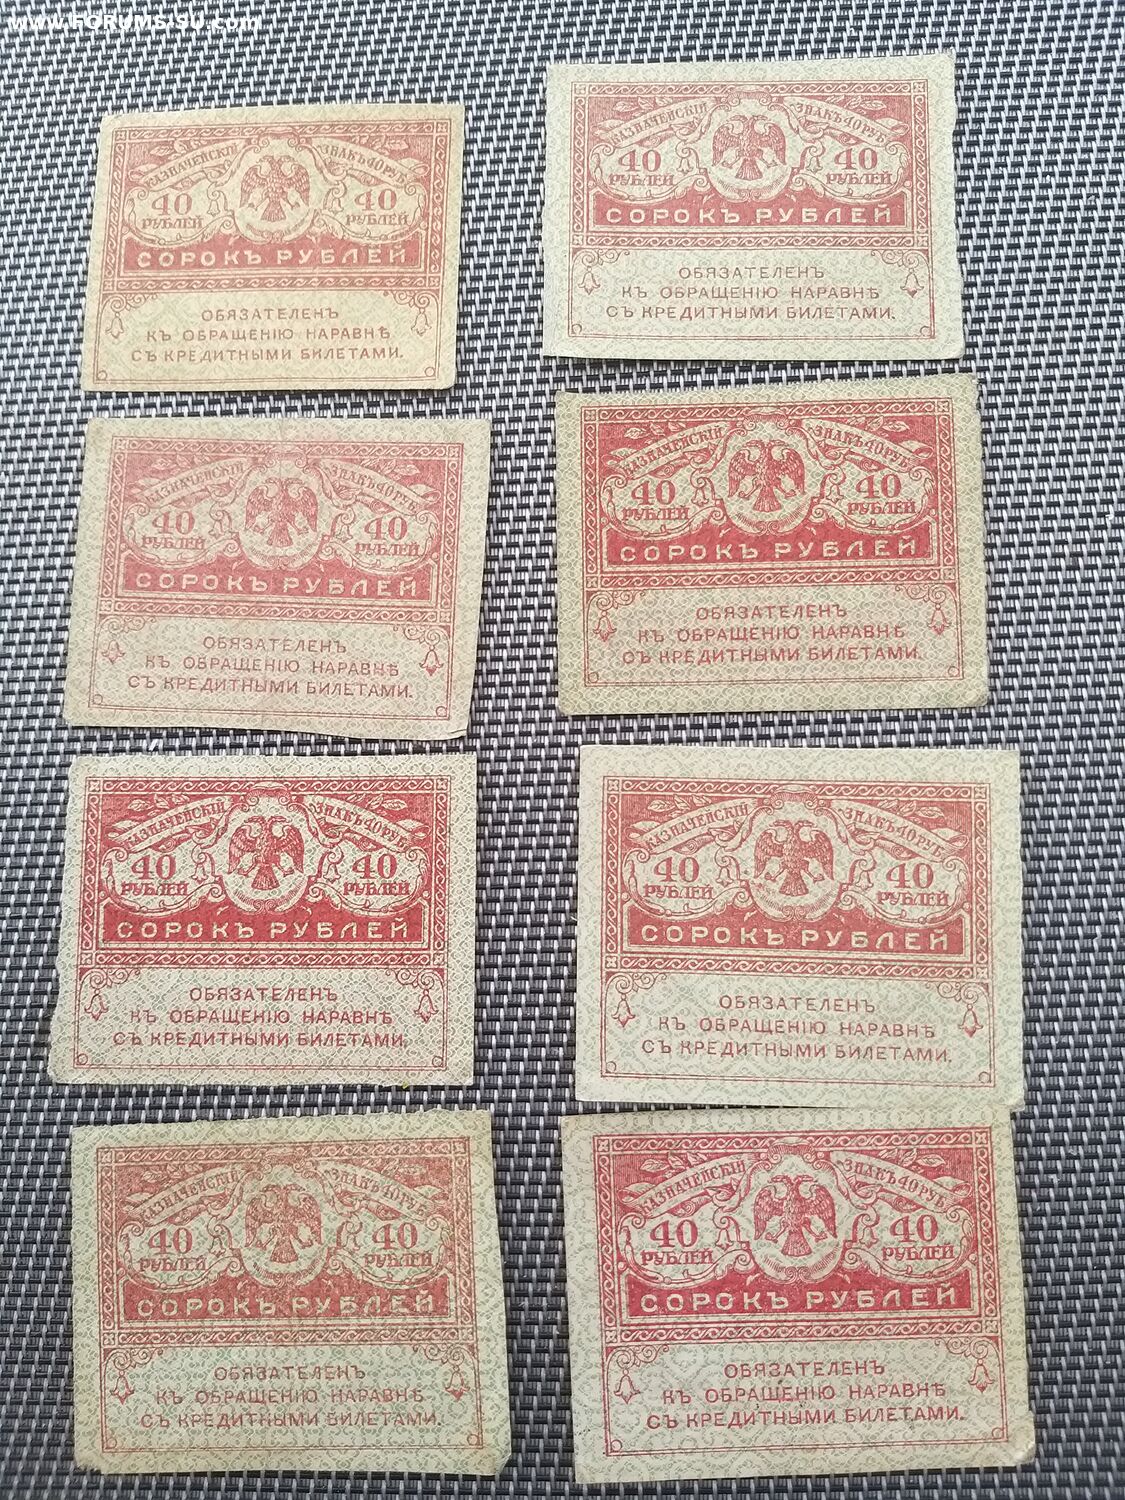 www.FORUMS-SU.com
КАЗНАЧЕЙСКІЙ ЗНАКЪ 40 РУБ.
40 40
РУБЛЕЙ РУБЛЕЙ
СОРОКЪ РУБЛЕЙ
ОБЯЗАТЕЛЕНЪ
КЪ ОБРАЩЕНІЮ НАРАВНѢ
СЪ КРЕДИТНЫМИ БИЛЕТАМИ.
КАЗНАЧЕЙСКІЙ ЗНАКЪ 40 РУБ.
40 40
РУБЛЕЙ РУБЛЕЙ
СОРОКЪ РУБЛЕЙ
ОБЯЗАТЕЛЕНЪ
КЪ ОБРАЩЕНІЮ НАРАВНѢ
СЪ КРЕДИТНЫМИ БИЛЕТАМИ.
КАЗНАЧЕЙСКІЙ ЗНАКЪ 40 РУБ.
40 40
РУБЛЕЙ РУБЛЕЙ
СОРОКЪ РУБЛЕЙ
ОБЯЗАТЕЛЕНЪ
КЪ ОБРАЩЕНІЮ НАРАВНѢ
СЪ КРЕДИТНЫМИ БИЛЕТАМИ.
КАЗНАЧЕЙСКІЙ ЗНАКЪ 40 РУБ.
40 40
РУБЛЕЙ РУБЛЕЙ
СОРОКЪ РУБЛЕЙ
ОБЯЗАТЕЛЕНЪ
КЪ ОБРАЩЕНІЮ НАРАВНѢ
СЪ КРЕДИТНЫМИ БИЛЕТАМИ.
КАЗНАЧЕЙСКІЙ ЗНАКЪ 40 РУБ.
40 40
РУБЛЕЙ РУБЛЕЙ
СОРОКЪ РУБЛЕЙ
ОБЯЗАТЕЛЕНЪ
КЪ ОБРАЩЕНІЮ НАРАВНѢ
СЪ КРЕДИТНЫМИ БИЛЕТАМИ.
КАЗНАЧЕЙСКІЙ ЗНАКЪ 40 РУБ.
40 40
РУБЛЕЙ РУБЛЕЙ
СОРОКЪ РУБЛЕЙ
ОБЯЗАТЕЛЕНЪ
КЪ ОБРАЩЕНІЮ НАРАВНѢ
СЪ КРЕДИТНЫМИ БИЛЕТАМИ.
КАЗНАЧЕЙСКІЙ ЗНАКЪ 40 РУБ.
40 40
РУБЛЕЙ РУБЛЕЙ
СОРОКЪ РУБЛЕЙ
ОБЯЗАТЕЛЕНЪ
КЪ ОБРАЩЕНІЮ НАРАВНѢ
СЪ КРЕДИТНЫМИ БИЛЕТАМИ.
КАЗНАЧЕЙСКІЙ ЗНАКЪ 40 РУБ.
40 40
РУБЛЕЙ РУБЛЕЙ
СОРОКЪ РУБЛЕЙ
ОБЯЗАТЕЛЕНЪ
КЪ ОБРАЩЕНІЮ НАРАВНѢ
СЪ КРЕДИТНЫМИ БИЛЕТАМИ.